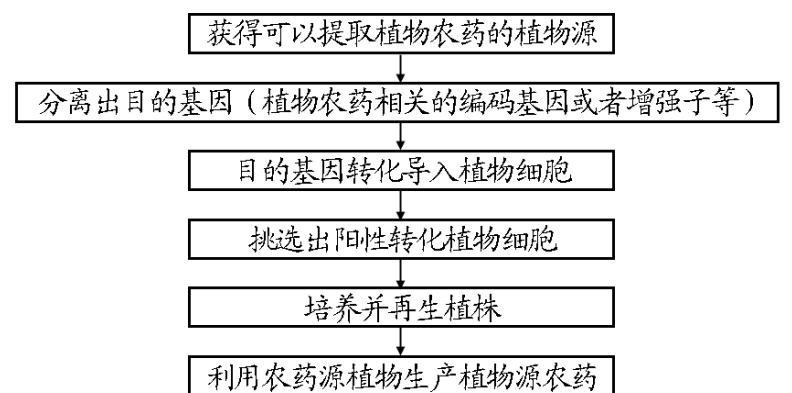 获得可以提取植物农药的植物源
分离出目的基因（植物农药相关的编码基因或者增强子等）
目的基因转化导入植物细胞
挑选出阳性转化植物细胞
培养并再生植株
利用农药源植物生产植物源农药